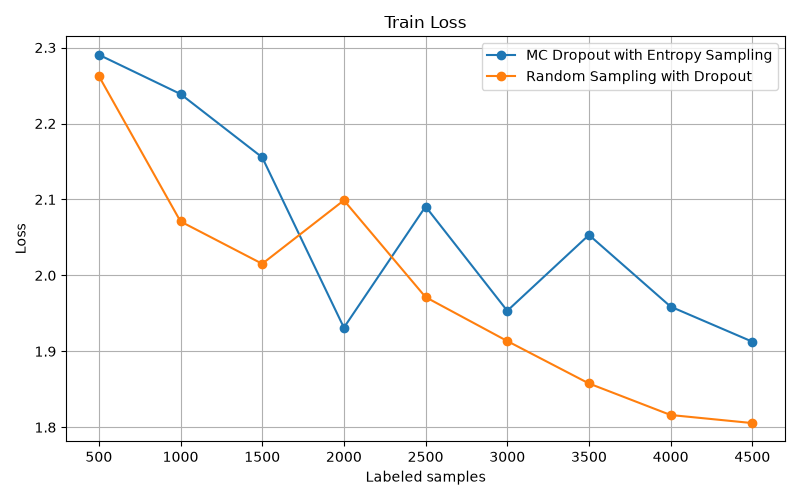 Train Loss
MC Dropout with Entropy Sampling
Random Sampling with Dropout
Loss
2.3
2.2
2.1
2.0
1.9
1.8
500 1000 1500 2000 2500 3000 3500 4000 4500
Labeled samples